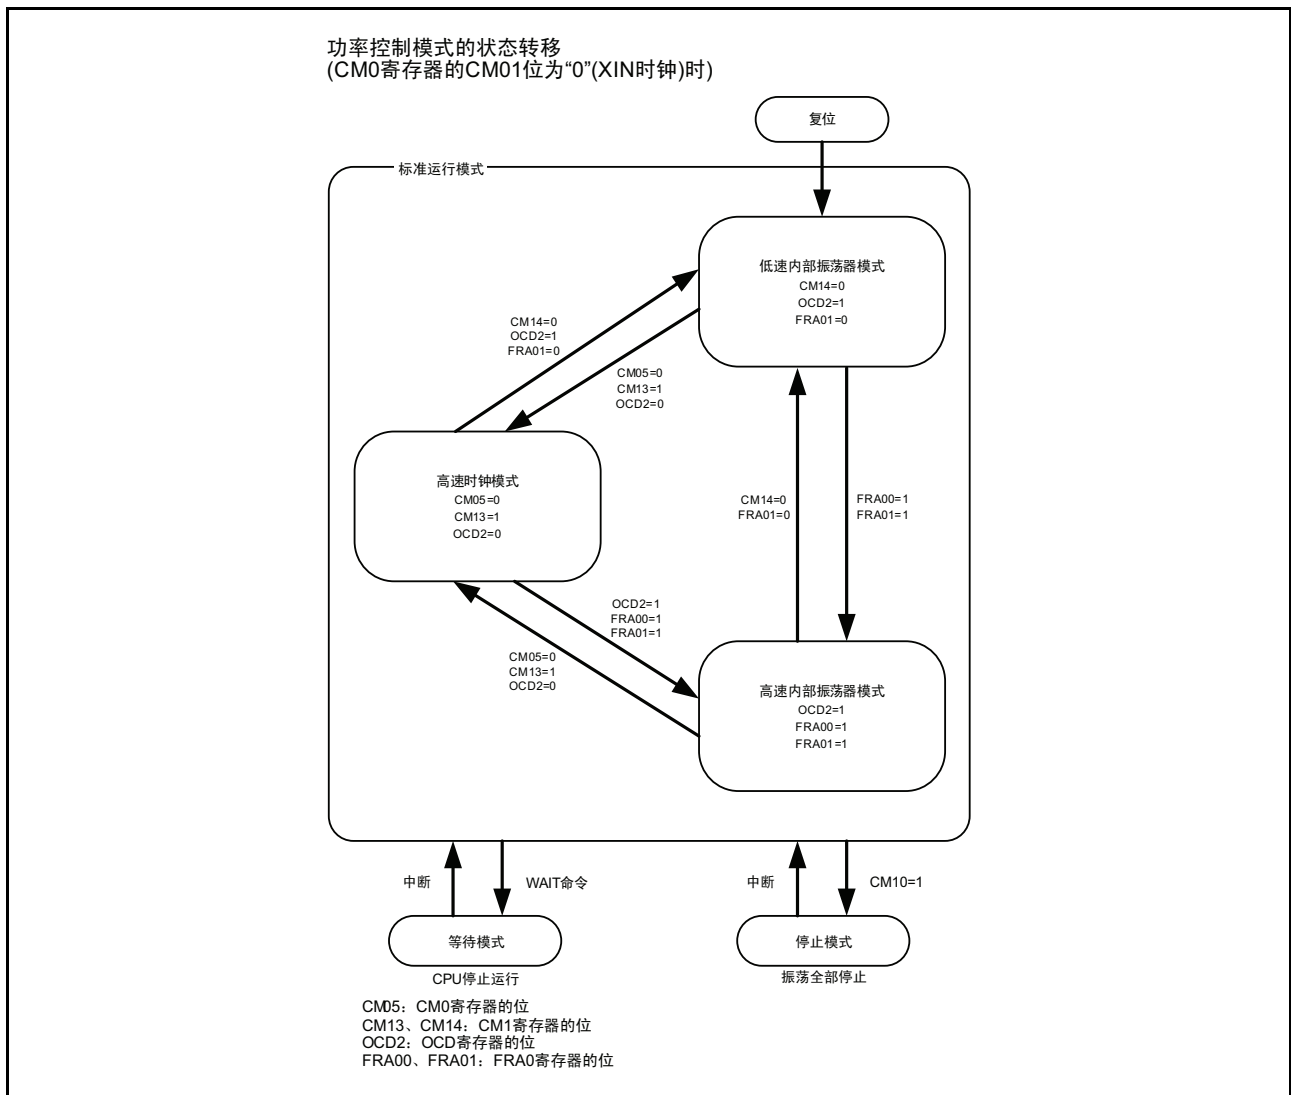 功率控制模式的状态转移
(CM0寄存器的CM01位为“0”(XIN时钟)时)
复位
标准运行模式
低速内部振荡器模式
CM14=0
OCD2=1
FRA01=0
CM14=0
OCD2=1
FRA01=0
CM05=0
CM13=1
OCD2=0
高速时钟模式
CM05=0
CM13=1
OCD2=0
CM14=0
FRA01=0
FRA00=1
FRA01=1
OCD2=1
FRA00=1
FRA01=1
CM05=0
CM13=1
OCD2=0
高速内部振荡器模式
OCD2=1
FRA00=1
FRA01=1
中断
WAIT命令
中断
CM10=1
等待模式
停止模式
CPU停止运行
振荡全部停止
CM05：CM0寄存器的位
CM13、CM14：CM1寄存器的位
OCD2：OCD寄存器的位
FRA00、FRA01：FRA0寄存器的位